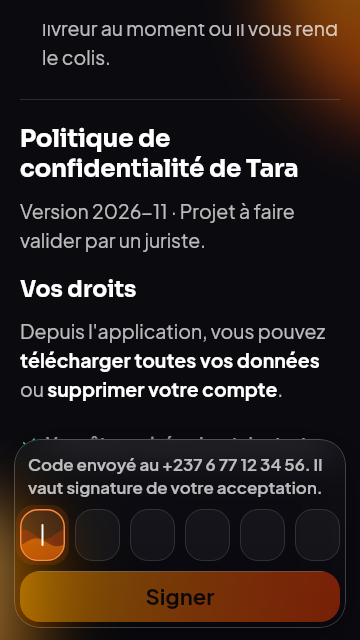 livreur au moment où il vous rend
le colis.
Politique de
confidentialité de Tara
Version 2026–11 · Projet à faire
valider par un juriste.
Vos droits
Depuis l'application, vous pouvez
télécharger toutes vos données
ou supprimer votre compte.
Code envoyé au +237 6 77 12 34 56. Il
vaut signature de votre acceptation.
Signer